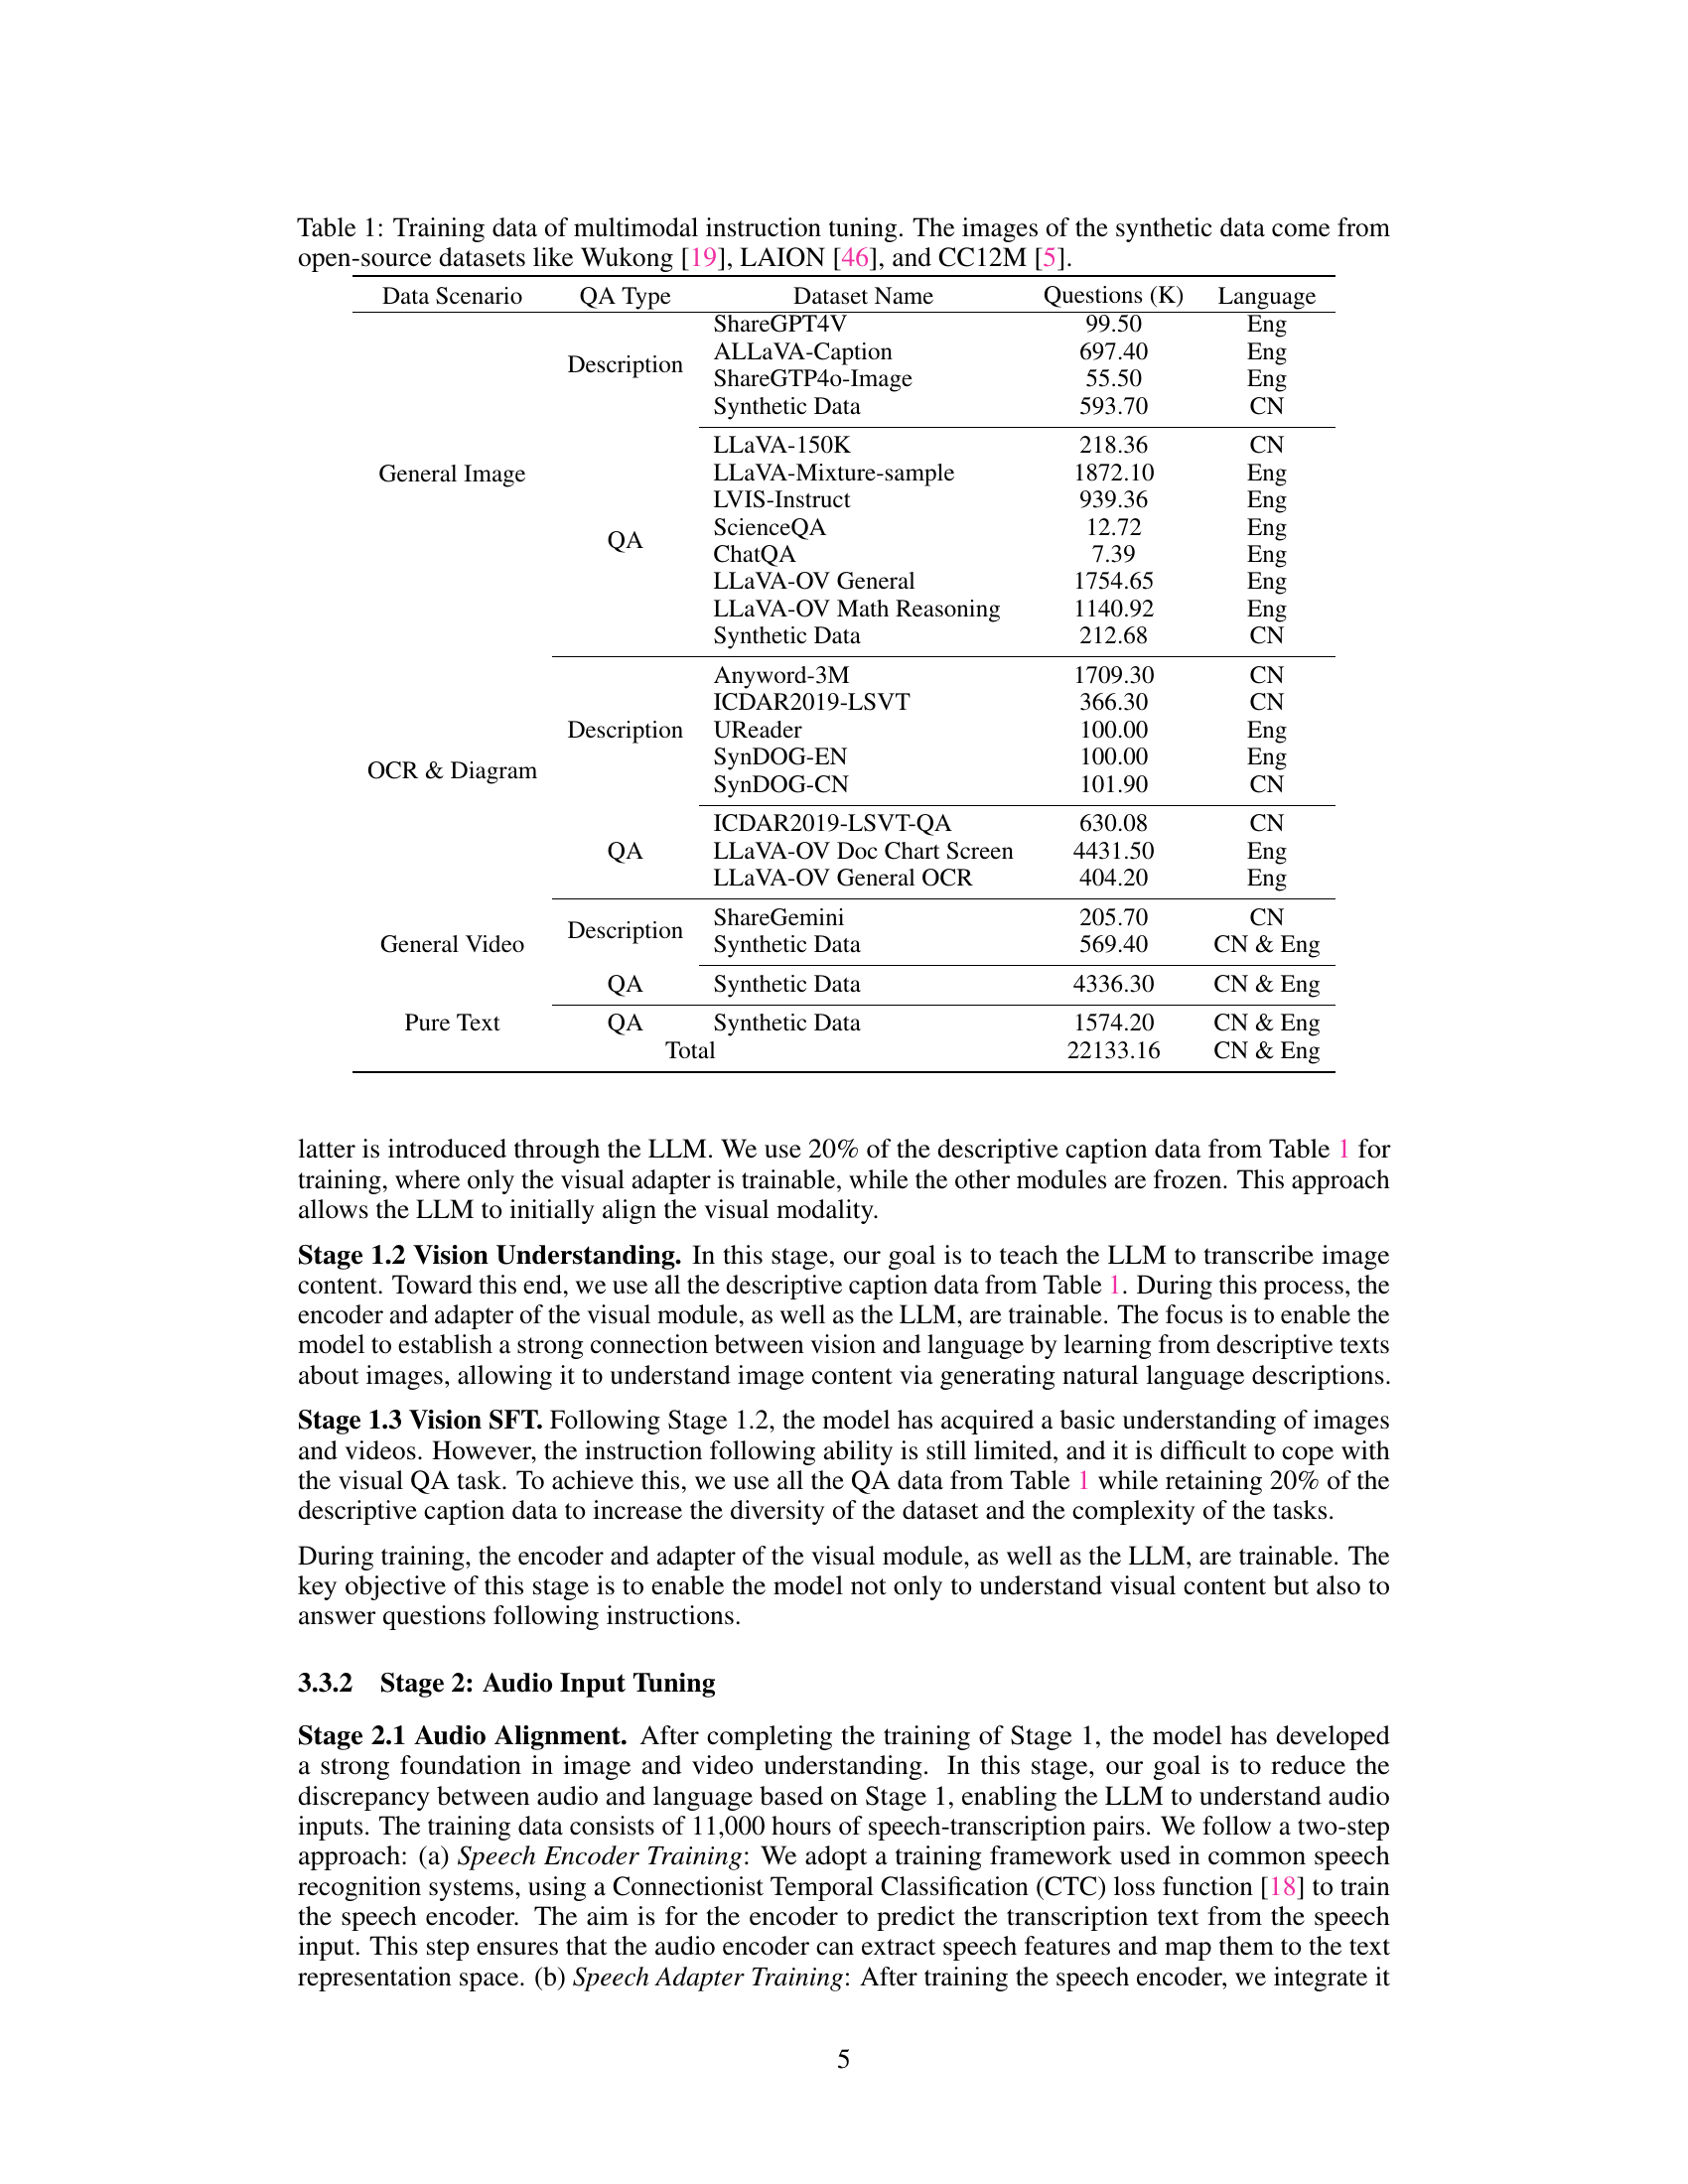 Table 1: Training data of multimodal instruction tuning. The images of the synthetic data come from
open-source datasets like Wukong [19], LAION [46], and CC12M [5].
Data Scenario QA Type Dataset Name Questions (K) Language
ShareGPT4V 99.50 Eng
ALLaVA-Caption 697.40 Eng
Description
ShareGTP4o-Image 55.50 Eng
Synthetic Data 593.70 CN
LLaVA-150K 218.36 CN
General Image LLaVA-Mixture-sample 1872.10 Eng
LVIS-Instruct 939.36 Eng
ScienceQA 12.72 Eng
QA
ChatQA 7.39 Eng
LLaVA-OV General 1754.65 Eng
LLaVA-OV Math Reasoning 1140.92 Eng
Synthetic Data 212.68 CN
Anyword-3M 1709.30 CN
ICDAR2019-LSVT 366.30 CN
Description UReader 100.00 Eng
SynDOG-EN 100.00 Eng
OCR & Diagram
SynDOG-CN 101.90 CN
ICDAR2019-LSVT-QA 630.08 CN
QA LLaVA-OV Doc Chart Screen 4431.50 Eng
LLaVA-OV General OCR 404.20 Eng
ShareGemini 205.70 CN
Description
General Video Synthetic Data 569.40 CN & Eng
QA Synthetic Data 4336.30 CN & Eng
Pure Text QA Synthetic Data 1574.20 CN & Eng
Total 22133.16 CN & Eng
latter is introduced through the LLM. We use 20% of the descriptive caption data from Table 1 for
training, where only the visual adapter is trainable, while the other modules are frozen. This approach
allows the LLM to initially align the visual modality.
Stage 1.2 Vision Understanding. In this stage, our goal is to teach the LLM to transcribe image
content. Toward this end, we use all the descriptive caption data from Table 1. During this process, the
encoder and adapter of the visual module, as well as the LLM, are trainable. The focus is to enable the
model to establish a strong connection between vision and language by learning from descriptive texts
about images, allowing it to understand image content via generating natural language descriptions.
Stage 1.3 Vision SFT. Following Stage 1.2, the model has acquired a basic understanding of images
and videos. However, the instruction following ability is still limited, and it is difficult to cope with
the visual QA task. To achieve this, we use all the QA data from Table 1 while retaining 20% of the
descriptive caption data to increase the diversity of the dataset and the complexity of the tasks.
During training, the encoder and adapter of the visual module, as well as the LLM, are trainable. The
key objective of this stage is to enable the model not only to understand visual content but also to
answer questions following instructions.
3.3.2 Stage 2: Audio Input Tuning
Stage 2.1 Audio Alignment. After completing the training of Stage 1, the model has developed
a strong foundation in image and video understanding. In this stage, our goal is to reduce the
discrepancy between audio and language based on Stage 1, enabling the LLM to understand audio
inputs. The training data consists of 11,000 hours of speech-transcription pairs. We follow a two-step
approach: (a) Speech Encoder Training: We adopt a training framework used in common speech
recognition systems, using a Connectionist Temporal Classification (CTC) loss function [18] to train
the speech encoder. The aim is for the encoder to predict the transcription text from the speech
input. This step ensures that the audio encoder can extract speech features and map them to the text
representation space. (b) Speech Adapter Training: After training the speech encoder, we integrate it
5